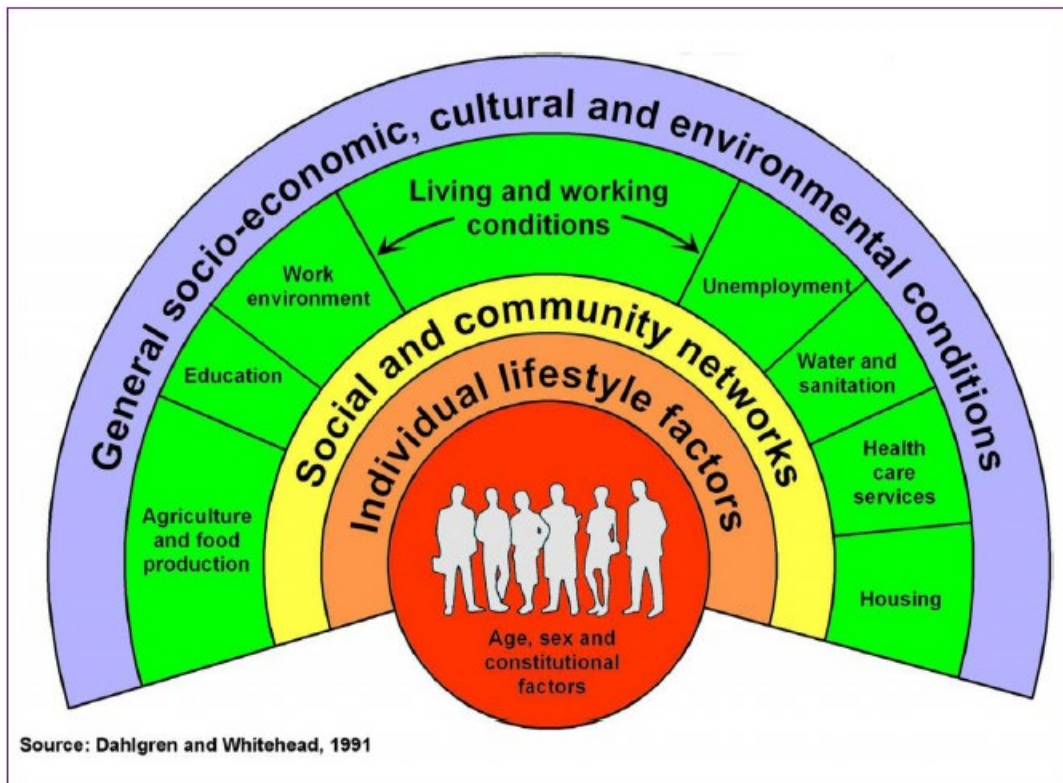 General socio-economic, cultural and environmental conditions
Living and working
conditions
Work
environment
Unemployment
Education
Water and
sanitation
Agriculture
and food
production
Health
care
services
Housing
Social and community networks
Individual lifestyle factors
Age, sex and
constitutional
factors
Source: Dahlgren and Whitehead, 1991